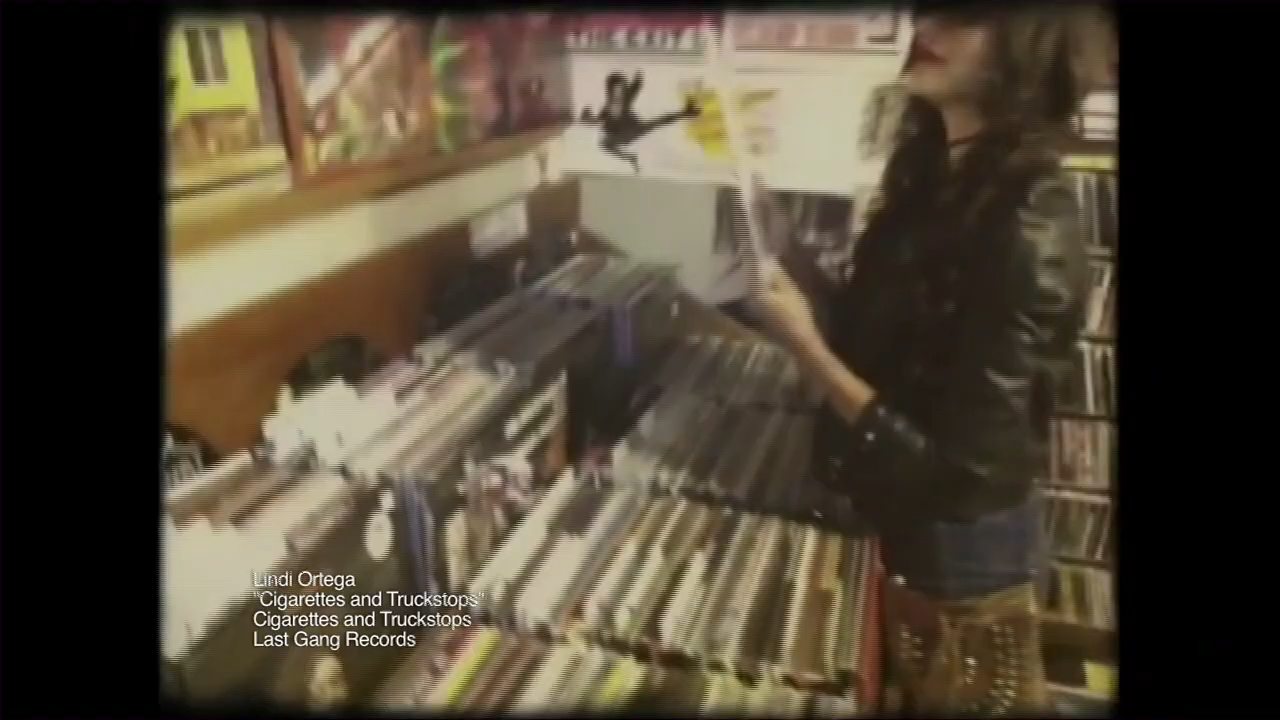 Lindi Ortega
"Cigarettes and Truckstops"
Cigarettes and Truckstops
Last Gang Records